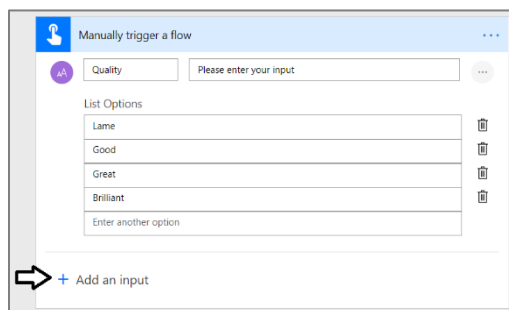 Manually trigger a flow
AA
Quality Please enter your input
List Options
Lame
Good
Great
Brilliant
Enter another option
+ Add an input